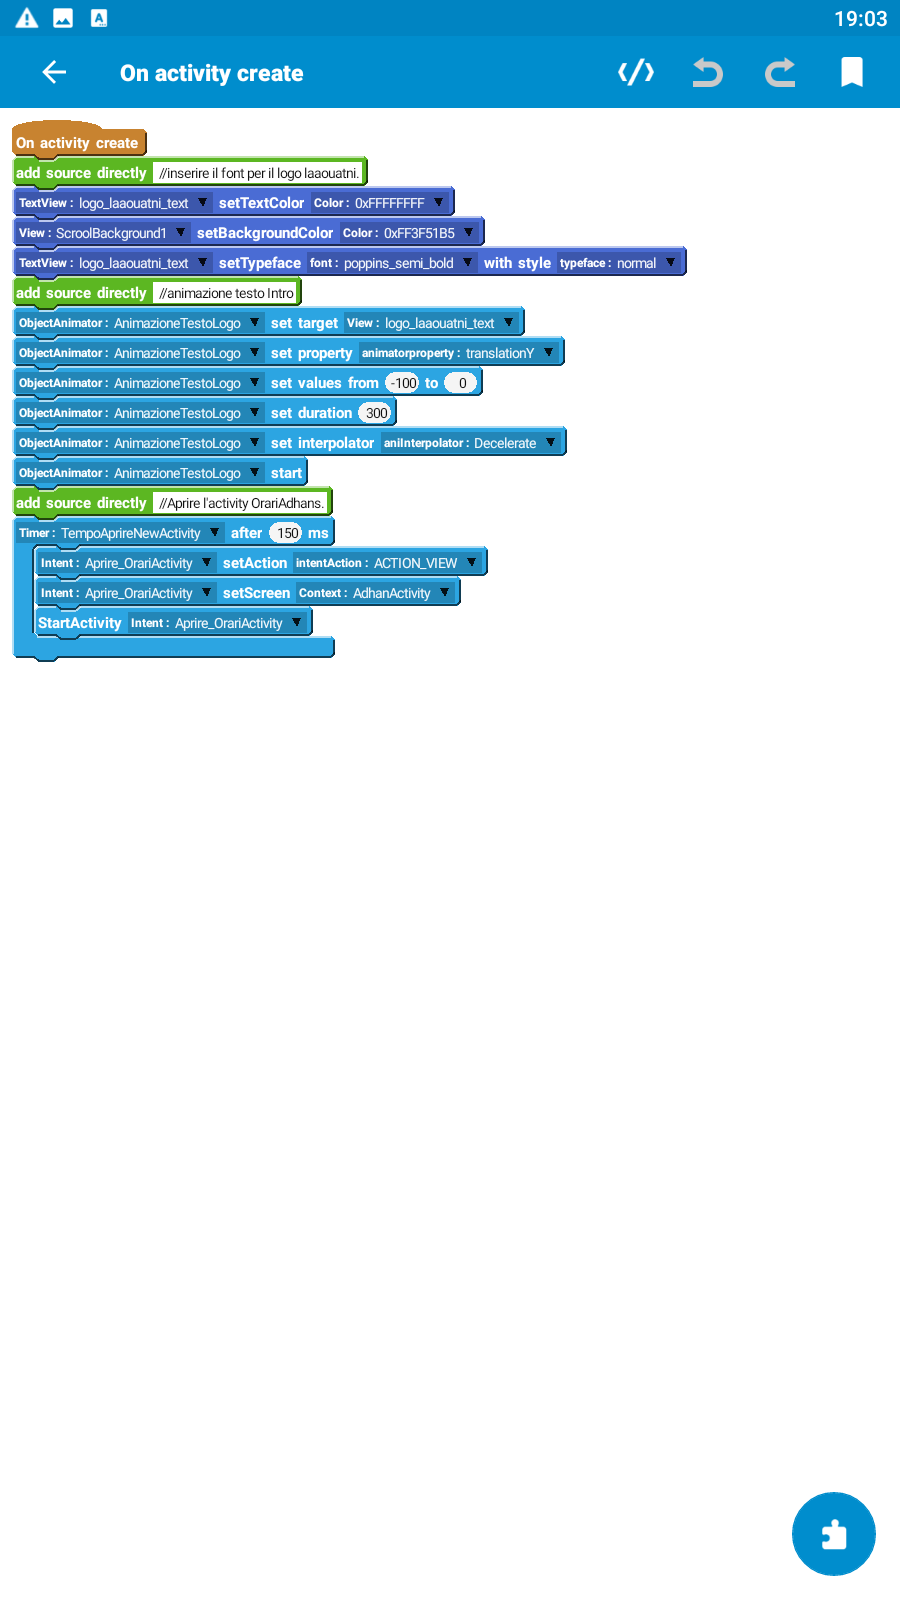 19:03
On activity create
On activity create
add source directly //inserire il font per il logo laaouatni.
TextView : logo_laaouatni_text setTextColor Color : 0xFFFFFFFF
View : ScroolBackground1 setBackgroundColor Color : 0xFF3F51B5
TextView : logo_laaouatni_text setTypeface font : poppins_semi_bold with style typeface : normal
add source directly //animazione testo Intro
ObjectAnimator : AnimazioneTestoLogo set target View : logo_laaouatni_text
ObjectAnimator : AnimazioneTestoLogo set property animatorproperty : translationY
ObjectAnimator : AnimazioneTestoLogo set values from -100 to 0
ObjectAnimator : AnimazioneTestoLogo set duration 300
ObjectAnimator : AnimazioneTestoLogo set interpolator aniInterpolator : Decelerate
ObjectAnimator : AnimazioneTestoLogo start
add source directly //Aprire l'activity OrariAdhans.
Timer : TempoAprireNewActivity after 150 ms
Intent : Aprire_OrariActivity setAction intentAction : ACTION_VIEW
Intent : Aprire_OrariActivity setScreen Context : AdhanActivity
StartActivity Intent : Aprire_OrariActivity